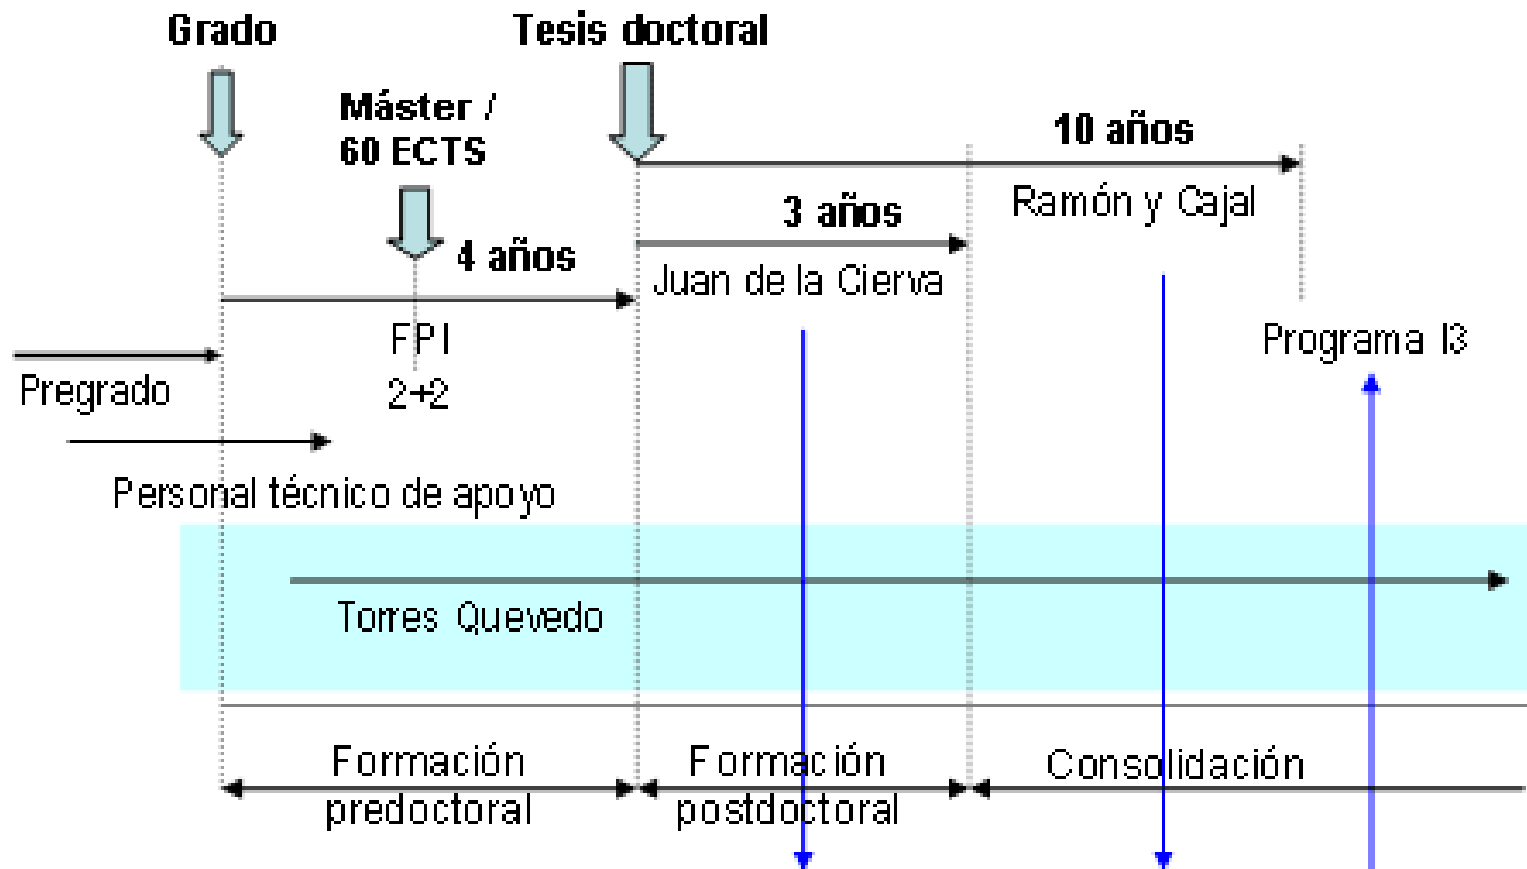 Grado
Tesis doctoral
Máster /
60 ECTS
10 años
Ramón y Cajal
3 años
4 años
Juan de la Cierva
FPI
2+2
Programa I3
Pregrado
Personal técnico de apoyo
Torres Quevedo
Formación
predoctoral
Formación
postdoctoral
Consolidación